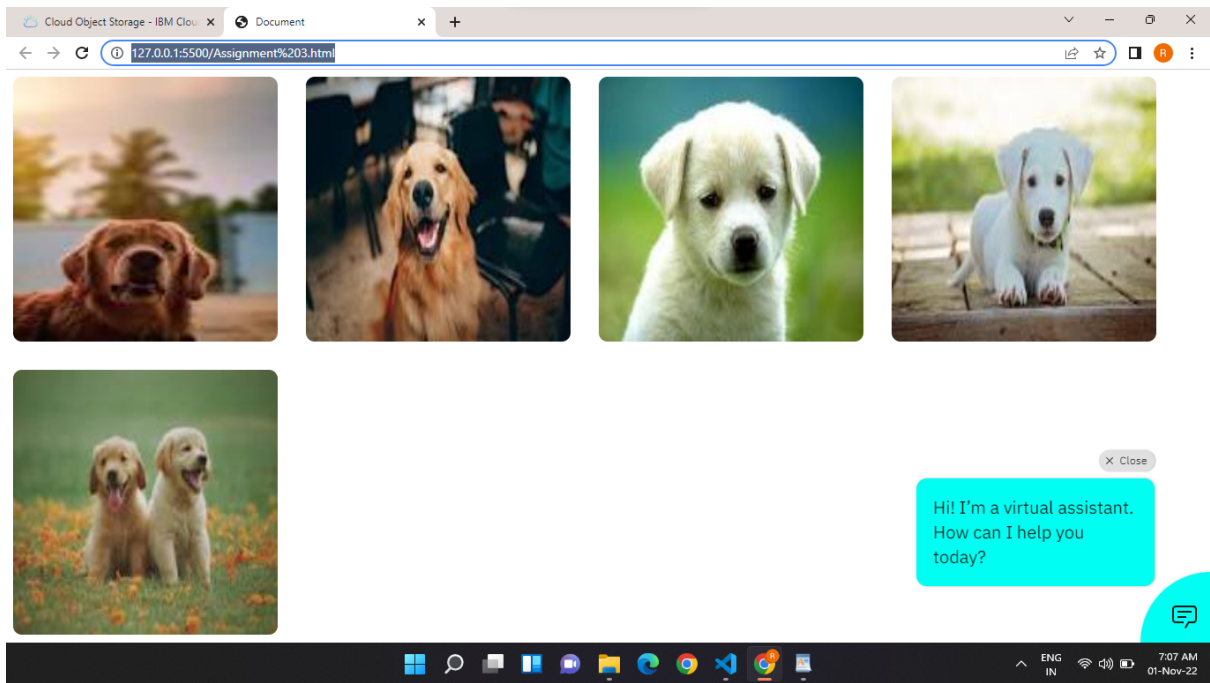 Cloud Object Storage - IBM Clou
Document
127.0.0.1:5500/Assignment%203.html
R
Close
Hi! I’m a virtual assistant.
How can I help you
today?
R
ENG
IN
7:07 AM
01-Nov-22